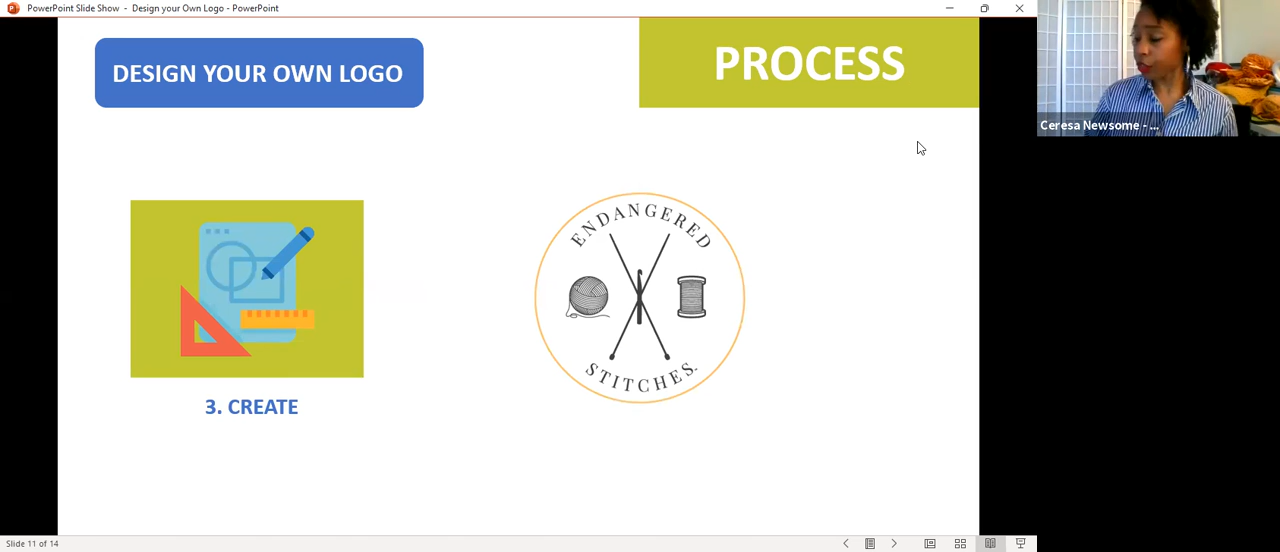 PowerPoint Slide Show - Design your Own Logo - PowerPoint
DESIGN YOUR OWN LOGO
PROCESS
Ceresa Newsome - ...
ENDANGERED
STITCHES
3. CREATE
Slide 11 of 14